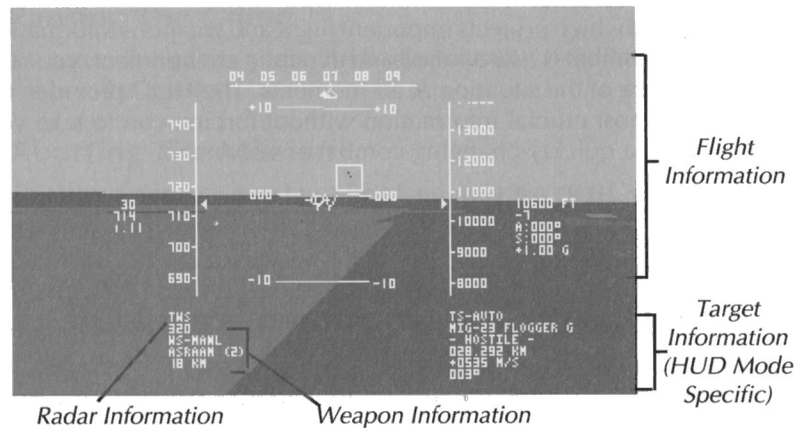 04 05 06 07 08 09
+10 +10
740
730
720
710
700
690
30
714
1.11
000 000
-10 -10
13000
12000
11000
10000
9000
8000
10600 FT
-7
A:000°
S:000°
+1.00 G
TWS
320
WS-MANL
ASRAAM (2)
18 KM
TS-AUTO
MIG-23 FLOGGER G
- HOSTILE -
028.292 KM
+0535 M/S
003°
Flight
Information
Target
Information
(HUD Mode
Specific)
Radar Information
Weapon Information